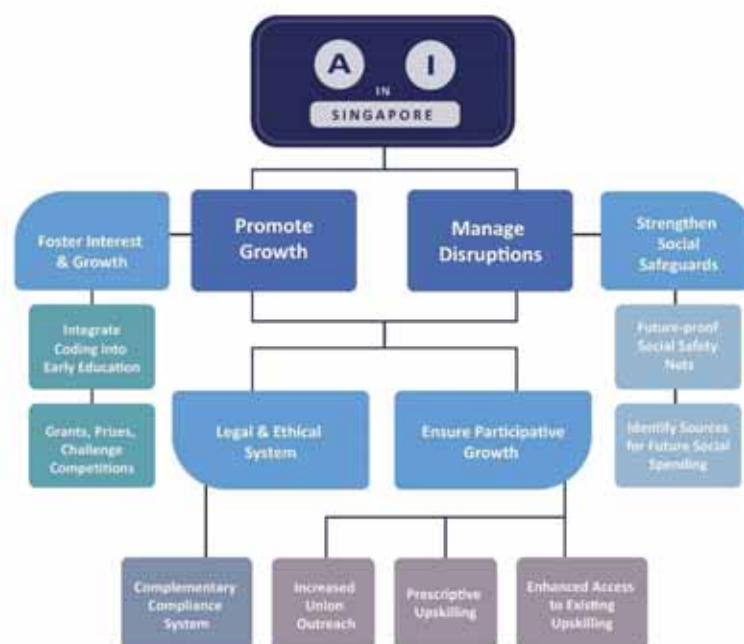 A I
IN
SINGAPORE
Promote
Growth
Manage
Disruptions
Foster Interest
& Growth
Strengthen
Social
Safeguards
Integrate
Coding into
Early Education
Future-proof
Social Safety
Nets
Grants, Prizes,
Challenge
Competitions
Legal & Ethical
System
Ensure Participative
Growth
Identify Sources
for Future Social
Spending
Complementary
Compliance
System
Increased
Union
Outreach
Prescriptive
Upskilling
Enhanced Access
to Existing
Upskilling